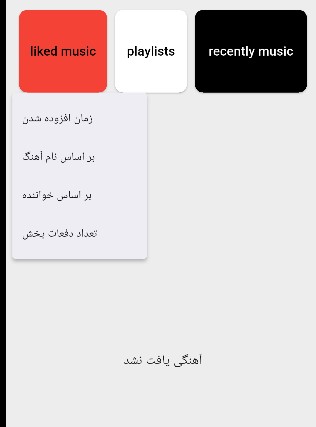 liked music
playlists
recently music
زمان افزوده شدن
بر اساس نام آهنگ
بر اساس خواننده
تعداد دفعات پخش
آهنگی یافت نشد